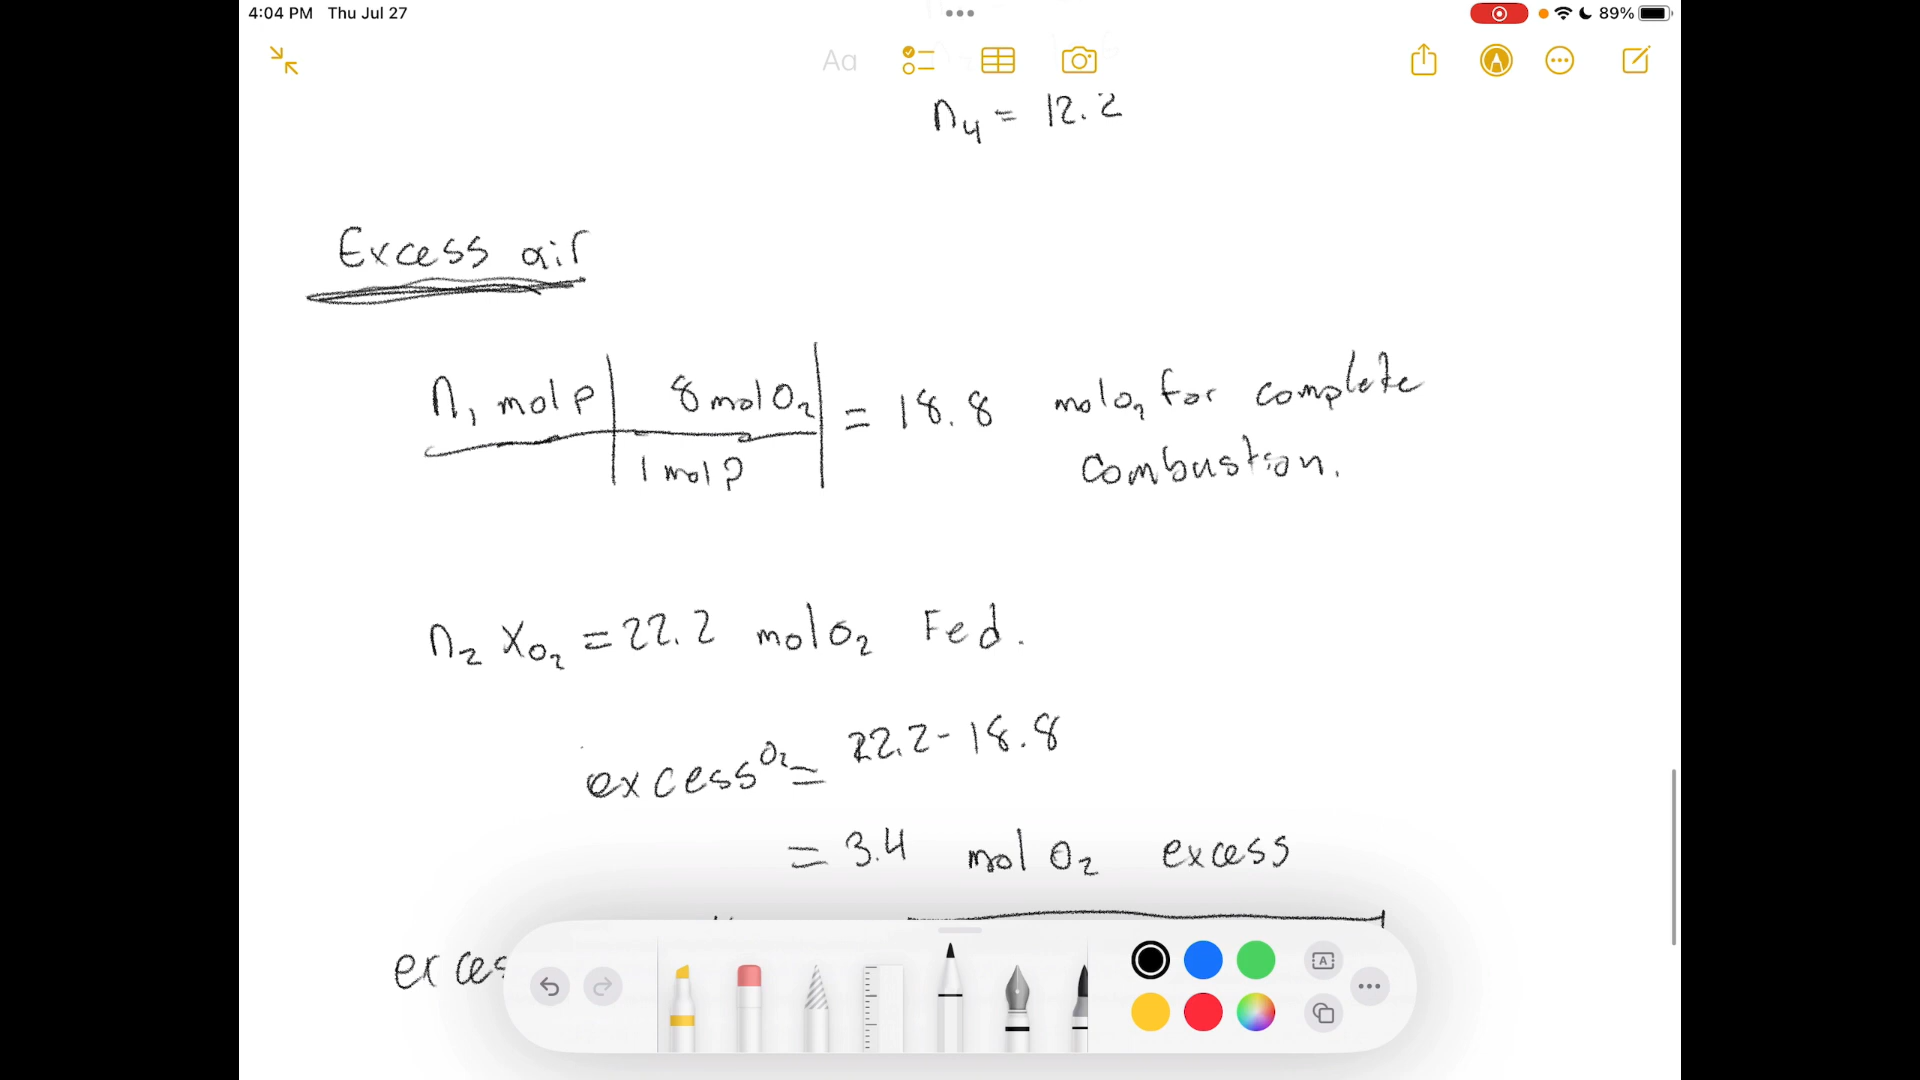 4:04 PM Thu Jul 27
89%
Aa
n₄ = 12.2
Excess air
n₁ mol P | 8 mol O₂ | = 18.8 mol O₂ for complete
1 mol P
combustion.
n₂ X_O₂ = 22.2 mol O₂ Fed.
excess O₂ = 22.2 - 18.8
= 3.4 mol O₂ excess
A